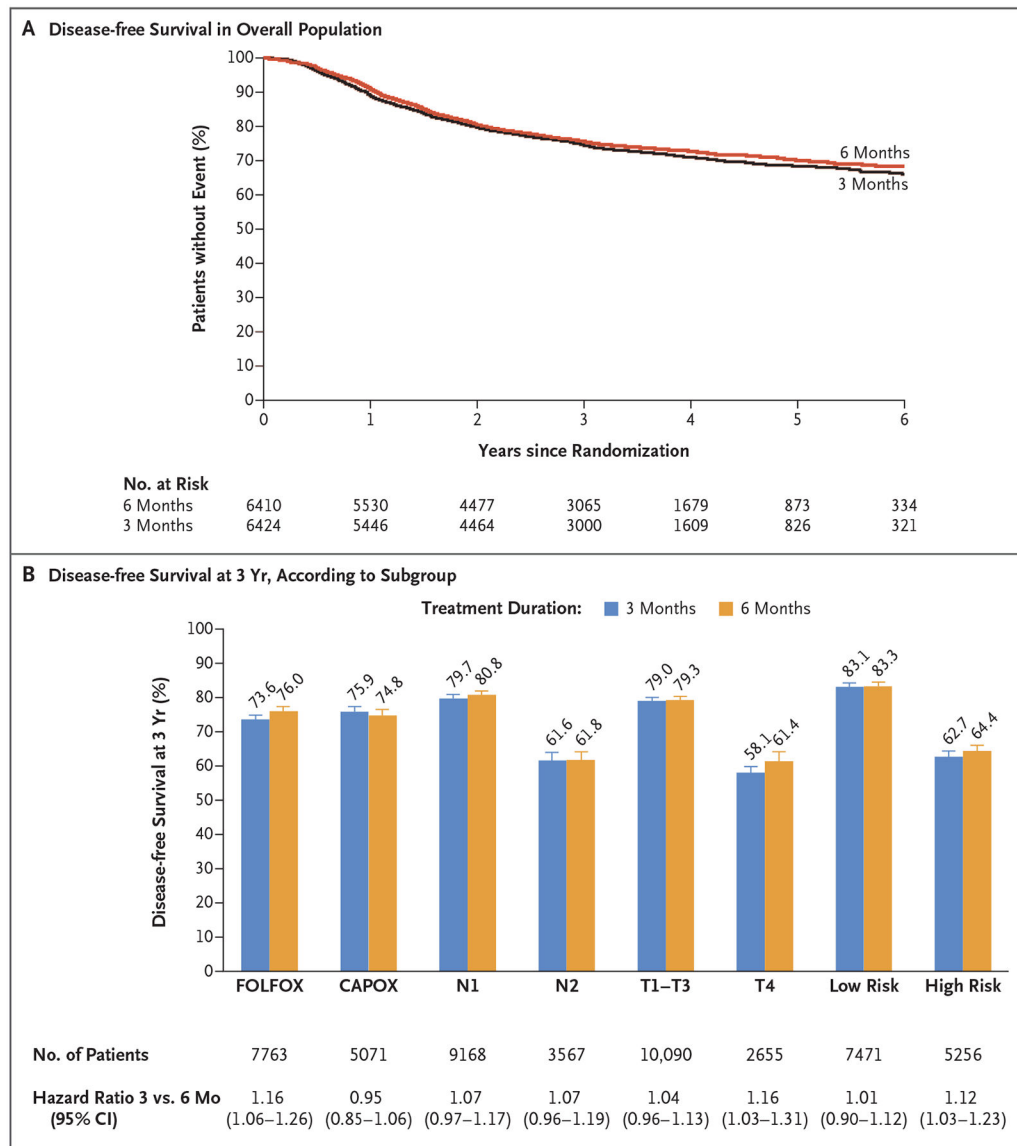 A Disease-free Survival in Overall Population
100
90
80
70
60
50
40
30
20
10
0
Patients without Event (%)
6 Months
3 Months
0 1 2 3 4 5 6
Years since Randomization
No. at Risk
6 Months 6410 5530 4477 3065 1679 873 334
3 Months 6424 5446 4464 3000 1609 826 321
B Disease-free Survival at 3 Yr, According to Subgroup
Treatment Duration: 3 Months 6 Months
100
90
80
70
60
50
40
30
20
10
0
Disease-free Survival at 3 Yr (%)
73.6 76.0 75.9 74.8 79.7 80.8 61.6 61.8 79.0 79.3 58.1 61.4 83.1 83.3 62.7 64.4
FOLFOX CAPOX N1 N2 T1–T3 T4 Low Risk High Risk
No. of Patients 7763 5071 9168 3567 10,090 2655 7471 5256
Hazard Ratio 3 vs. 6 Mo 1.16 0.95 1.07 1.07 1.04 1.16 1.01 1.12
(95% CI) (1.06–1.26) (0.85–1.06) (0.97–1.17) (0.96–1.19) (0.96–1.13) (1.03–1.31) (0.90–1.12) (1.03–1.23)